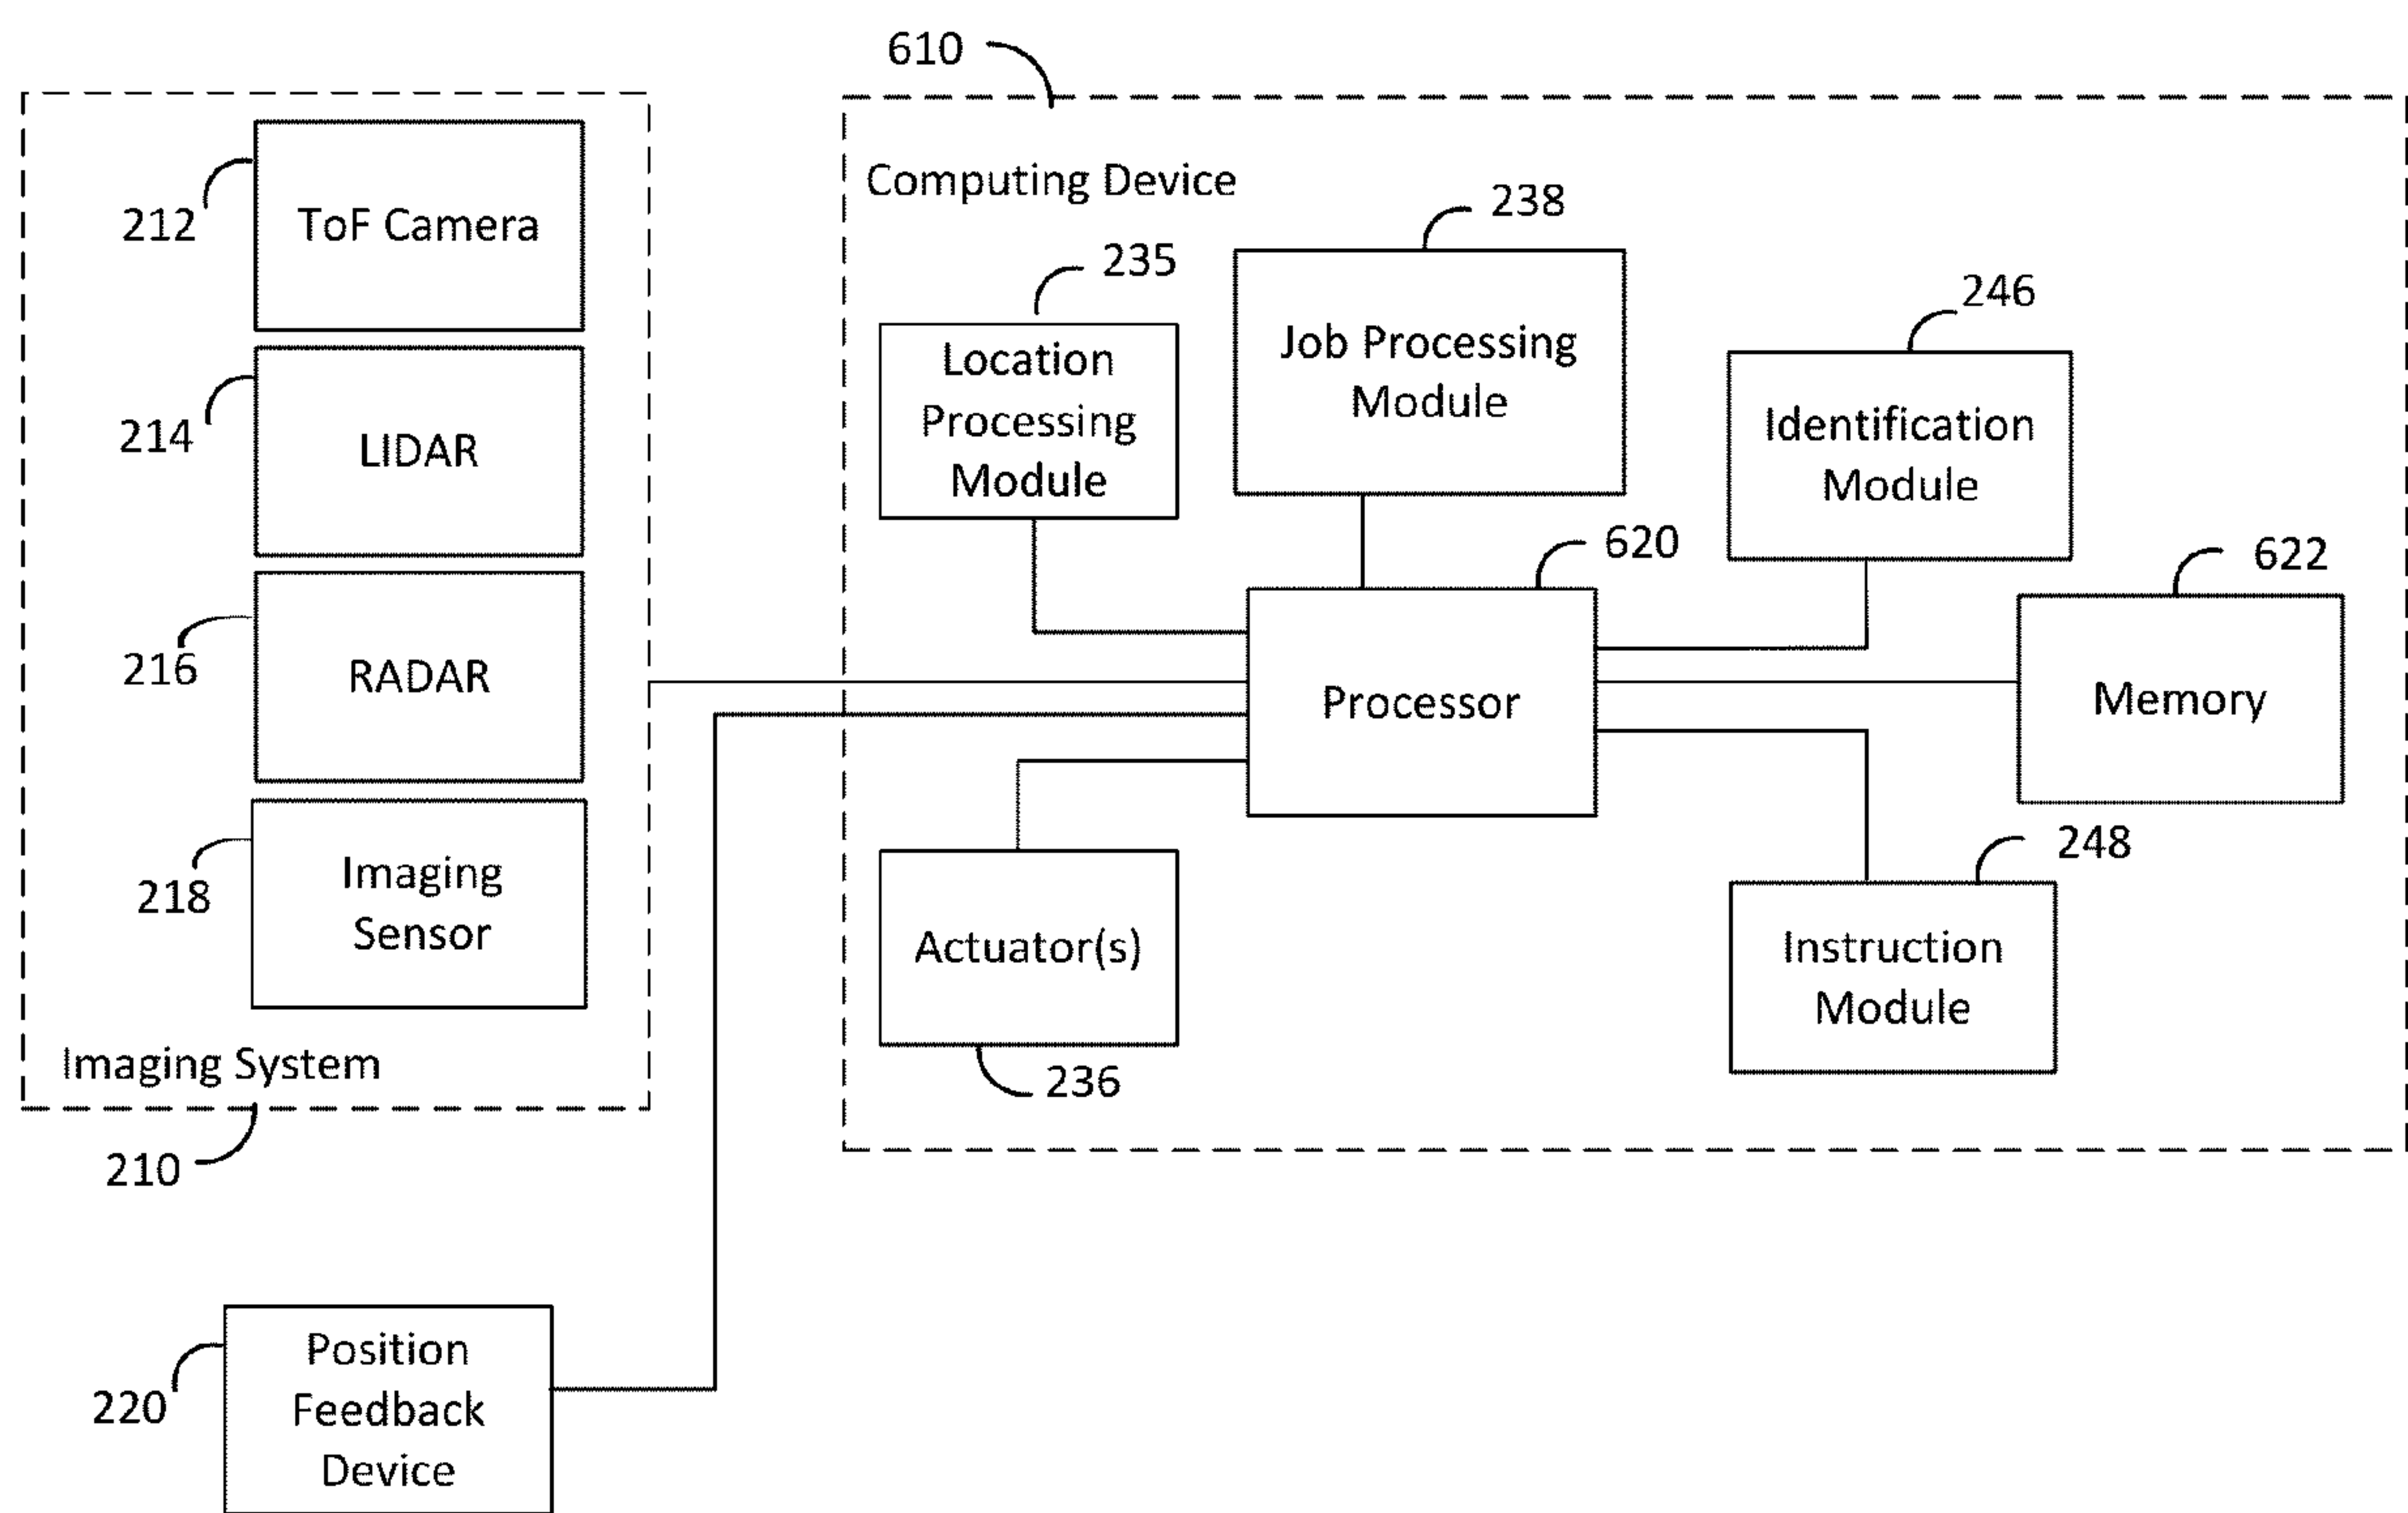 610
Computing Device
212
ToF Camera
214
LIDAR
216
RADAR
218
Imaging
Sensor
Imaging System
210
235
Location
Processing
Module
238
Job Processing
Module
246
Identification
Module
620
Processor
622
Memory
Actuator(s)
236
248
Instruction
Module
220
Position
Feedback
Device